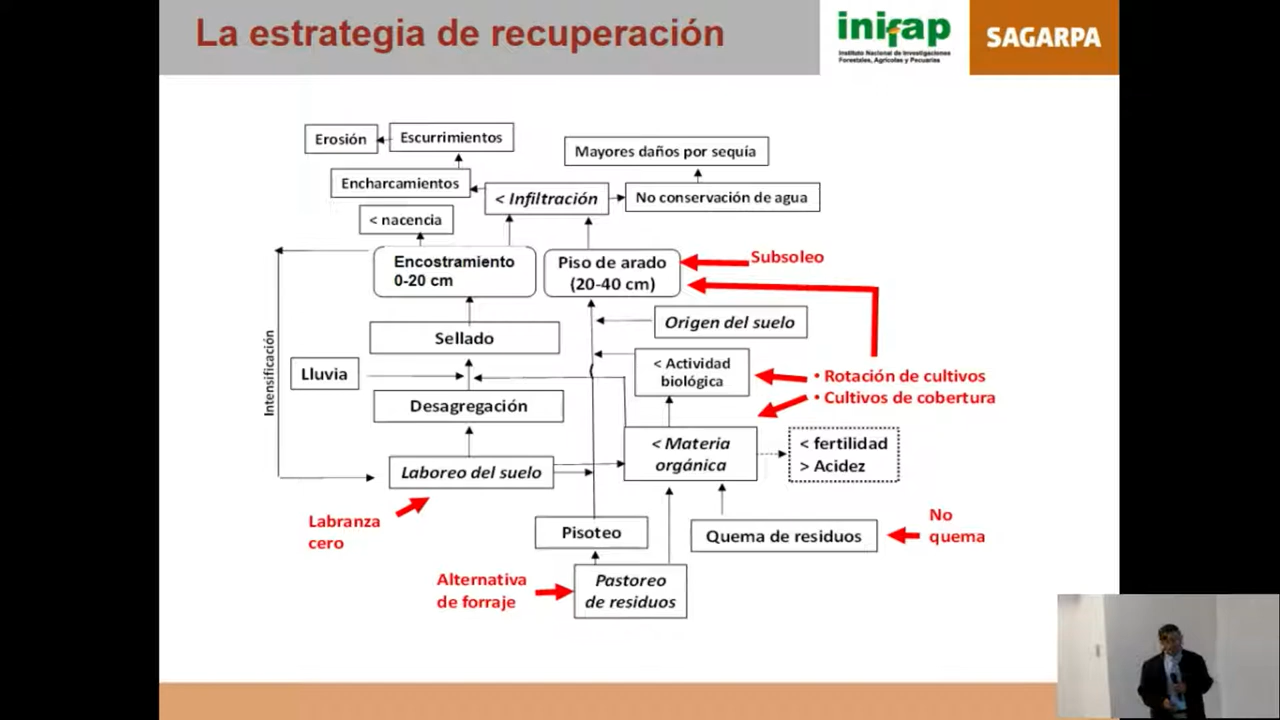 La estrategia de recuperación
inifap
Instituto Nacional de Investigaciones
Forestales, Agrícolas y Pecuarias
SAGARPA
Erosión
Escurrimientos
Mayores daños por sequía
Encharcamientos
< Infiltración
No conservación de agua
< nacencia
Encostramiento
0-20 cm
Piso de arado
(20-40 cm)
Subsoleo
Origen del suelo
Sellado
Intensificación
Lluvia
< Actividad
biológica
• Rotación de cultivos
• Cultivos de cobertura
Desagregación
< Materia
orgánica
< fertilidad
> Acidez
Laboreo del suelo
Labranza
cero
Pisoteo
Quema de residuos
No
quema
Alternativa
de forraje
Pastoreo
de residuos